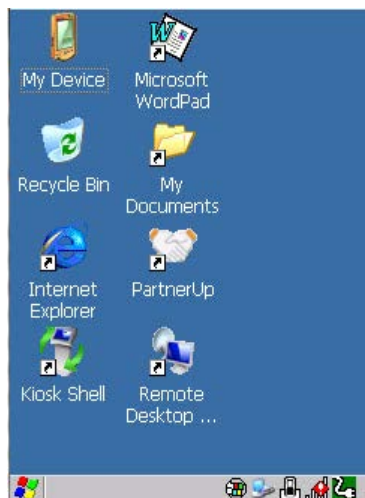 My Device
Microsoft
WordPad
Recycle Bin
My
Documents
Internet
Explorer
PartnerUp
Kiosk Shell
Remote
Desktop ...